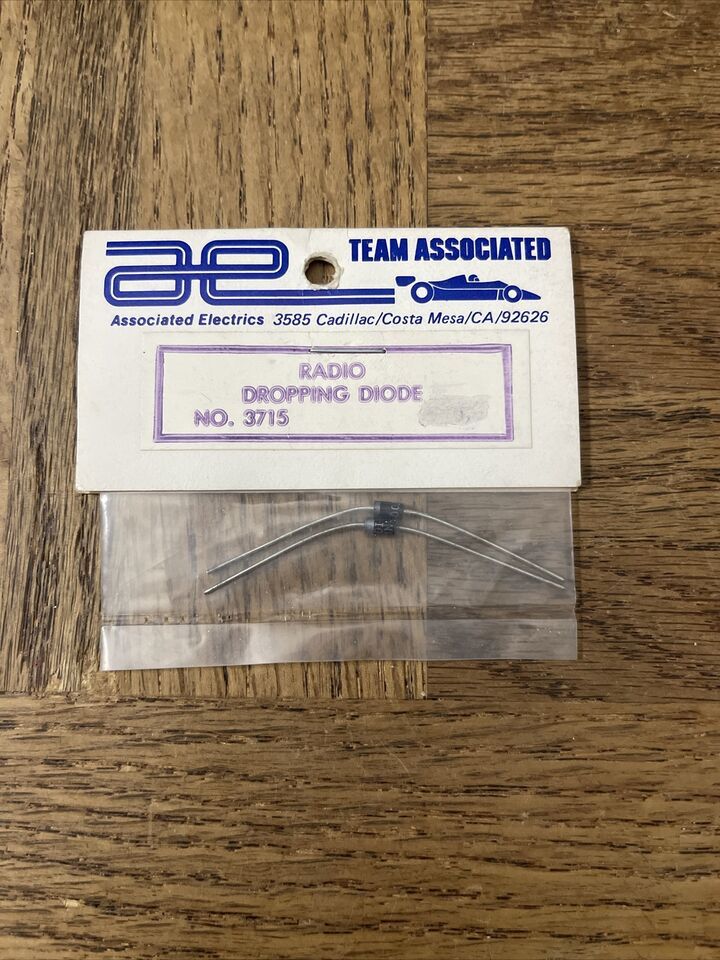 ae
TEAM ASSOCIATED
Associated Electrics 3585 Cadillac/Costa Mesa/CA/92626
RADIO
DROPPING DIODE
NO. 3715